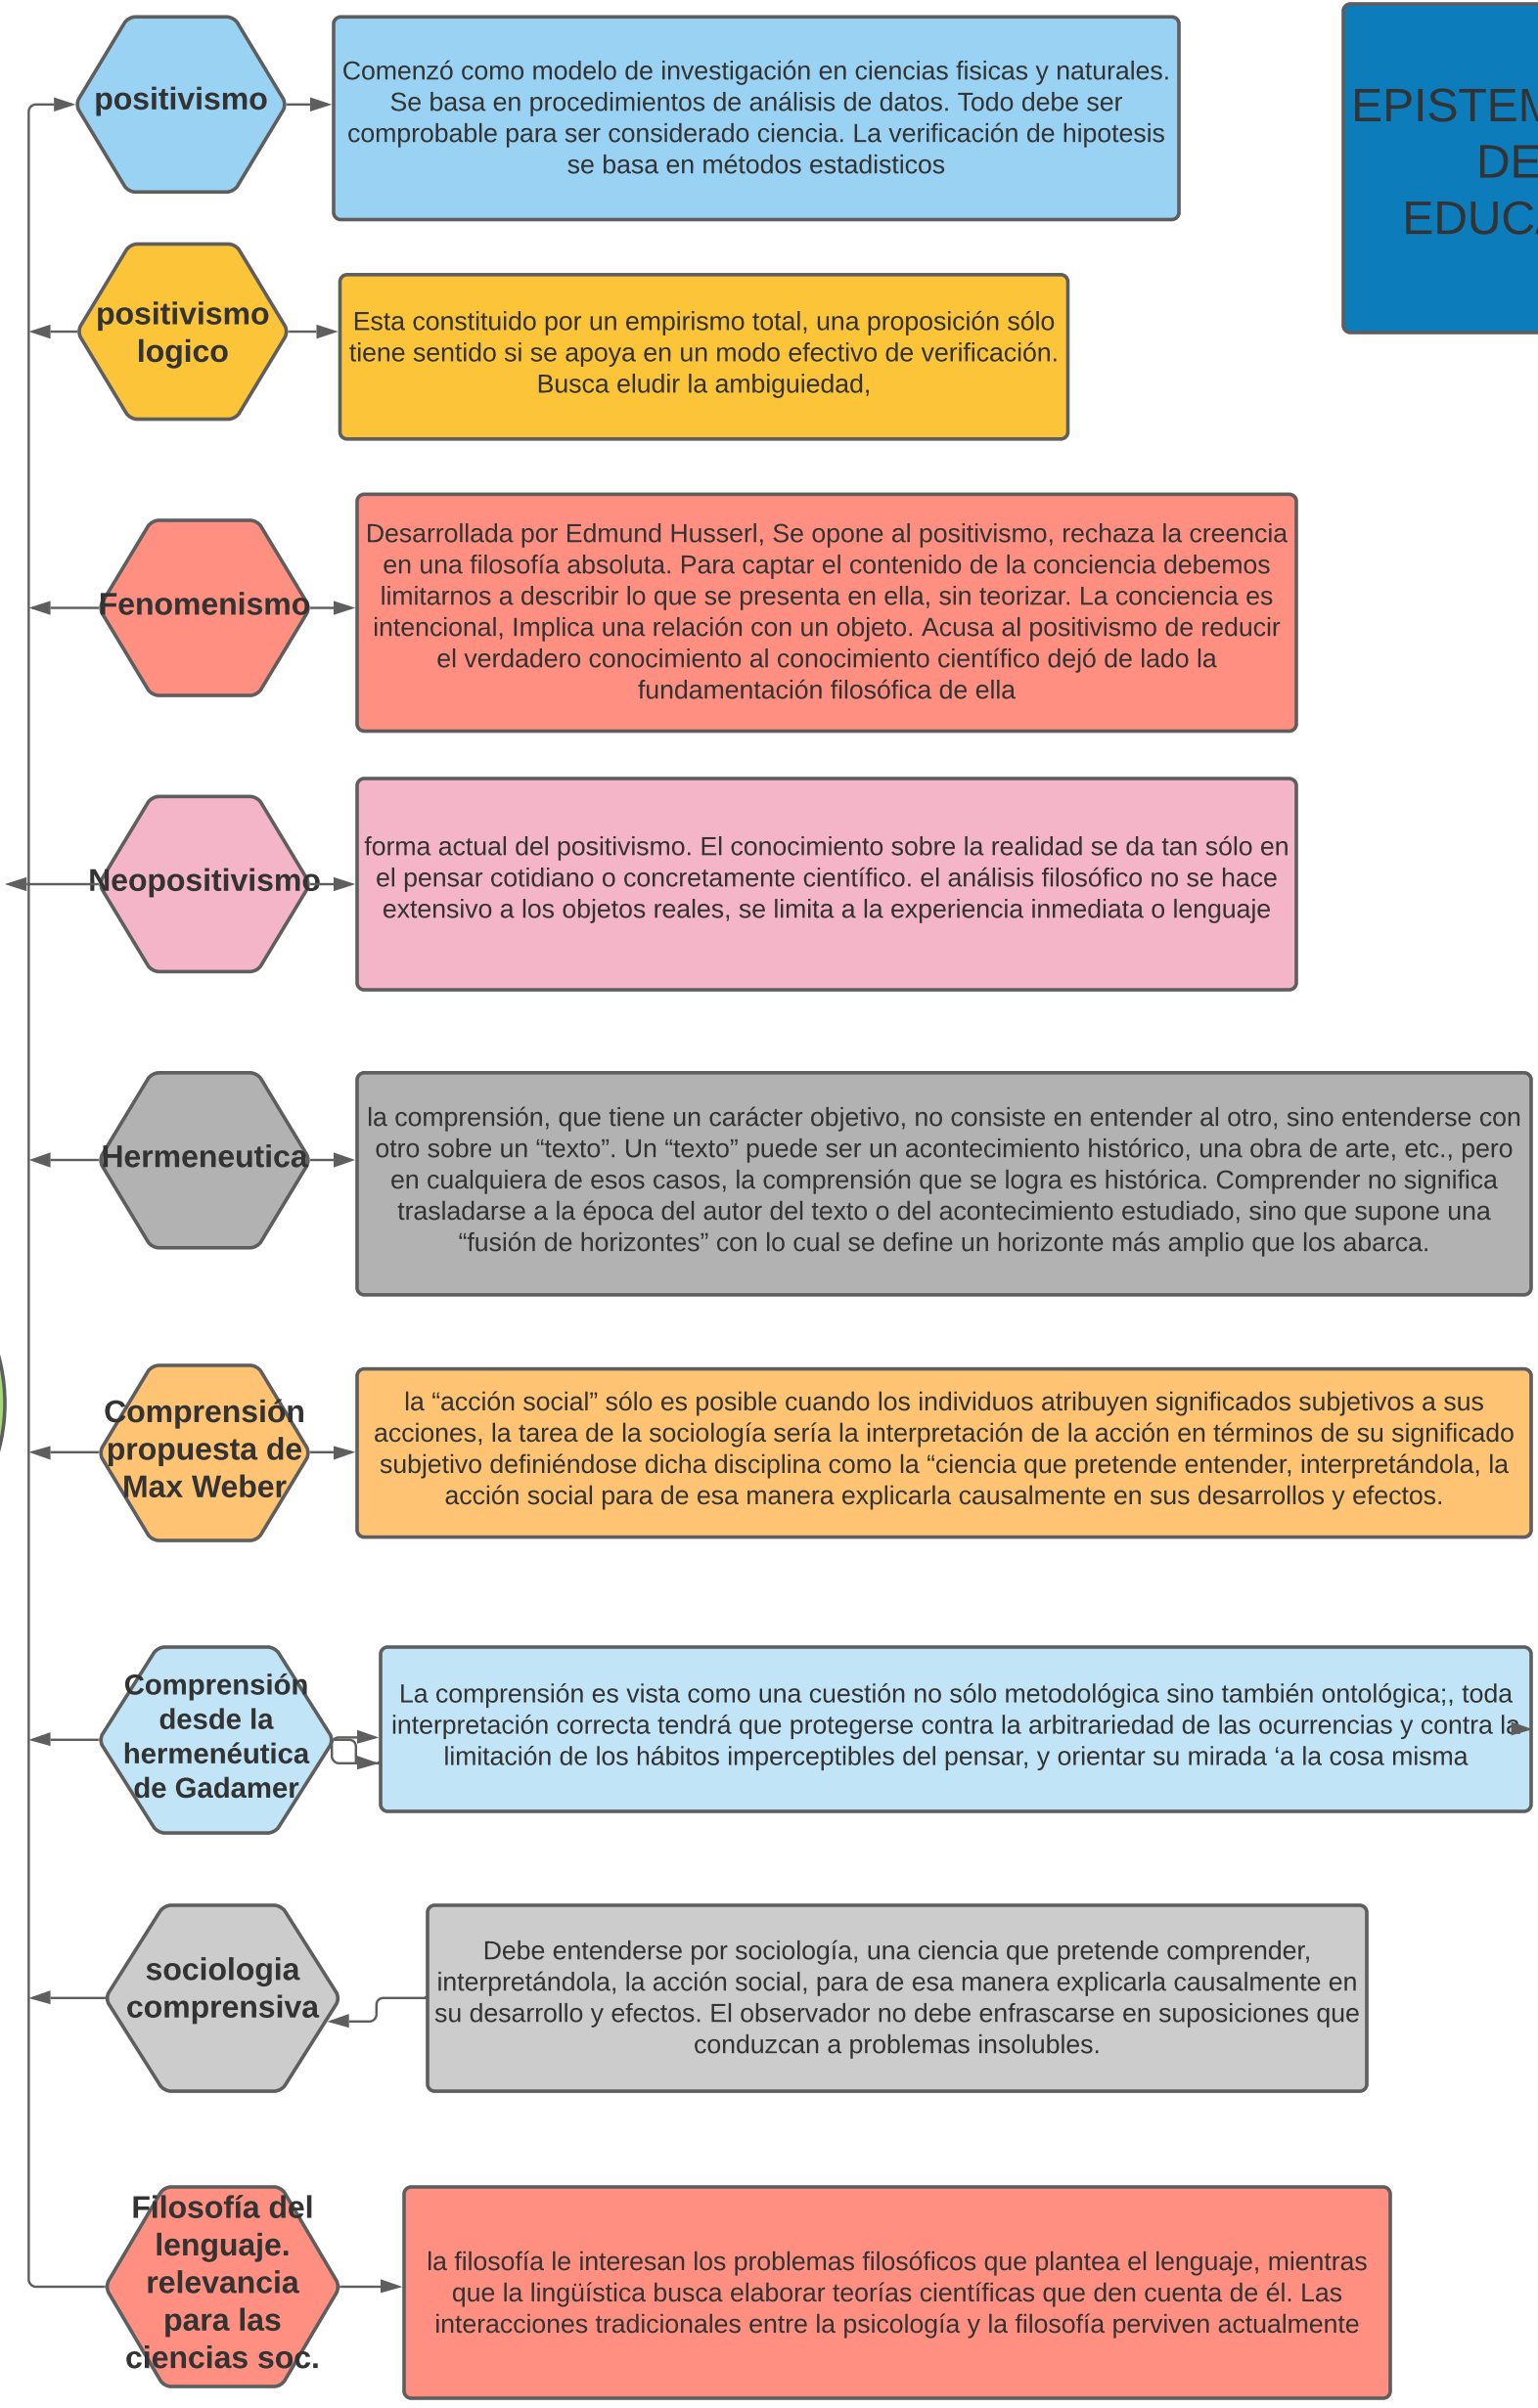 positivismo
Comenzó como modelo de investigación en ciencias fisicas y naturales.
Se basa en procedimientos de análisis de datos. Todo debe ser
comprobable para ser considerado ciencia. La verificación de hipotesis
se basa en métodos estadisticos
EPISTEM
DE
EDUCA
positivismo
logico
Esta constituido por un empirismo total, una proposición sólo
tiene sentido si se apoya en un modo efectivo de verificación.
Busca eludir la ambiguiedad,
Fenomenismo
Desarrollada por Edmund Husserl, Se opone al positivismo, rechaza la creencia
en una filosofía absoluta. Para captar el contenido de la conciencia debemos
limitarnos a describir lo que se presenta en ella, sin teorizar. La conciencia es
intencional, Implica una relación con un objeto. Acusa al positivismo de reducir
el verdadero conocimiento al conocimiento científico dejó de lado la
fundamentación filosófica de ella
Neopositivismo
forma actual del positivismo. El conocimiento sobre la realidad se da tan sólo en
el pensar cotidiano o concretamente científico. el análisis filosófico no se hace
extensivo a los objetos reales, se limita a la experiencia inmediata o lenguaje
Hermeneutica
la comprensión, que tiene un carácter objetivo, no consiste en entender al otro, sino entenderse con
otro sobre un “texto”. Un “texto” puede ser un acontecimiento histórico, una obra de arte, etc., pero
en cualquiera de esos casos, la comprensión que se logra es histórica. Comprender no significa
trasladarse a la época del autor del texto o del acontecimiento estudiado, sino que supone una
“fusión de horizontes” con lo cual se define un horizonte más amplio que los abarca.
Comprensión
propuesta de
Max Weber
la “acción social” sólo es posible cuando los individuos atribuyen significados subjetivos a sus
acciones, la tarea de la sociología sería la interpretación de la acción en términos de su significado
subjetivo definiéndose dicha disciplina como la “ciencia que pretende entender, interpretándola, la
acción social para de esa manera explicarla causalmente en sus desarrollos y efectos.
Comprensión
desde la
hermenéutica
de Gadamer
La comprensión es vista como una cuestión no sólo metodológica sino también ontológica;, toda
interpretación correcta tendrá que protegerse contra la arbitrariedad de las ocurrencias y contra la
limitación de los hábitos imperceptibles del pensar, y orientar su mirada ‘a la cosa misma
sociologia
comprensiva
Debe entenderse por sociología, una ciencia que pretende comprender,
interpretándola, la acción social, para de esa manera explicarla causalmente en
su desarrollo y efectos. El observador no debe enfrascarse en suposiciones que
conduzcan a problemas insolubles.
Filosofía del
lenguaje.
relevancia
para las
ciencias soc.
la filosofía le interesan los problemas filosóficos que plantea el lenguaje, mientras
que la lingüística busca elaborar teorías científicas que den cuenta de él. Las
interacciones tradicionales entre la psicología y la filosofía perviven actualmente